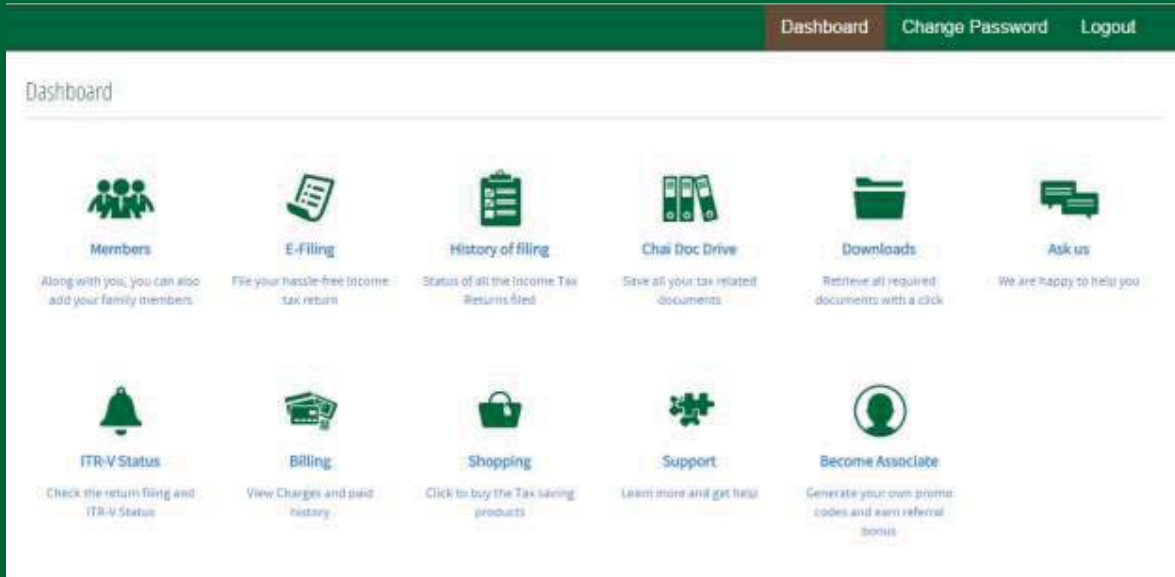 Dashboard Change Password Logout
Dashboard
Members
Along with you, you can also
add your family members
E-Filing
File your hassle-free Income
tax return
History of filing
Status of all the Income Tax
Returns filed
Chai Doc Drive
Save all your tax related
documents
Downloads
Retrieve all required
documents with a click
Ask us
We are happy to help you
ITR-V Status
Check the return filing and
ITR-V Status
Billing
View Charges and paid
history
Shopping
Click to buy the Tax saving
products
Support
Learn more and get help
Become Associate
Generate your own promo
codes and earn referral
bonus